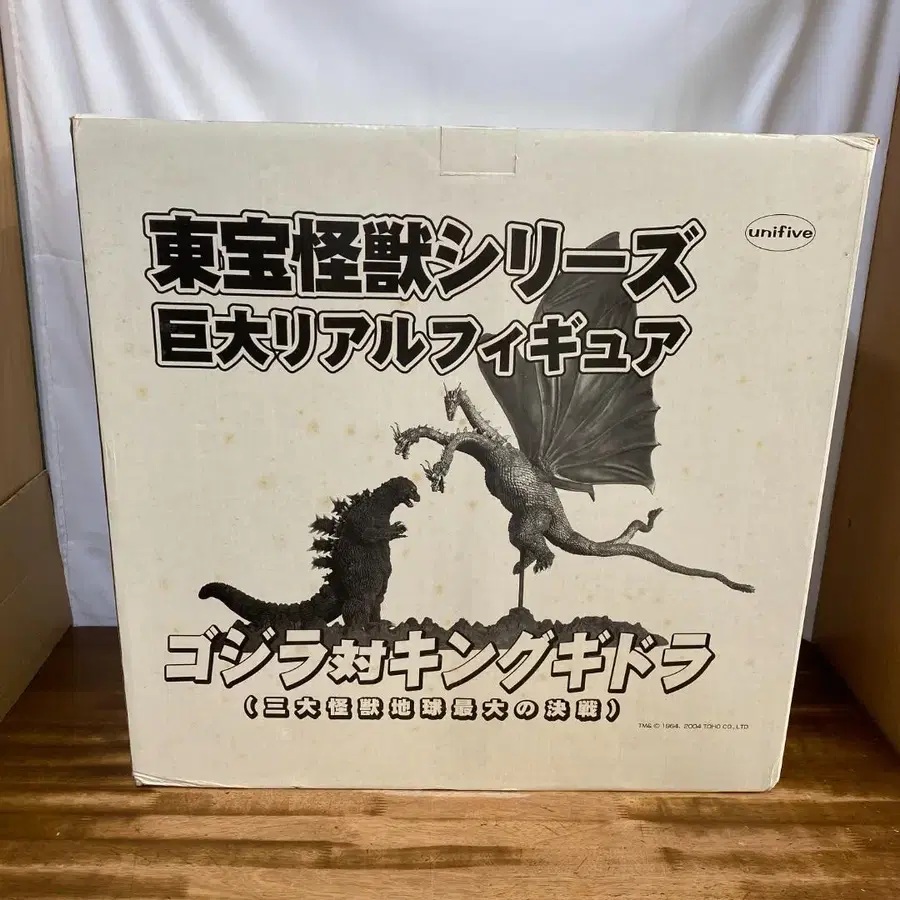 東宝怪獣シリーズ
unifive
巨大リアルフィギュア
ゴジラ対キングギドラ
(三大怪獣地球最大の決戦)
TM& © 1964, 2004 TOHO CO., LTD